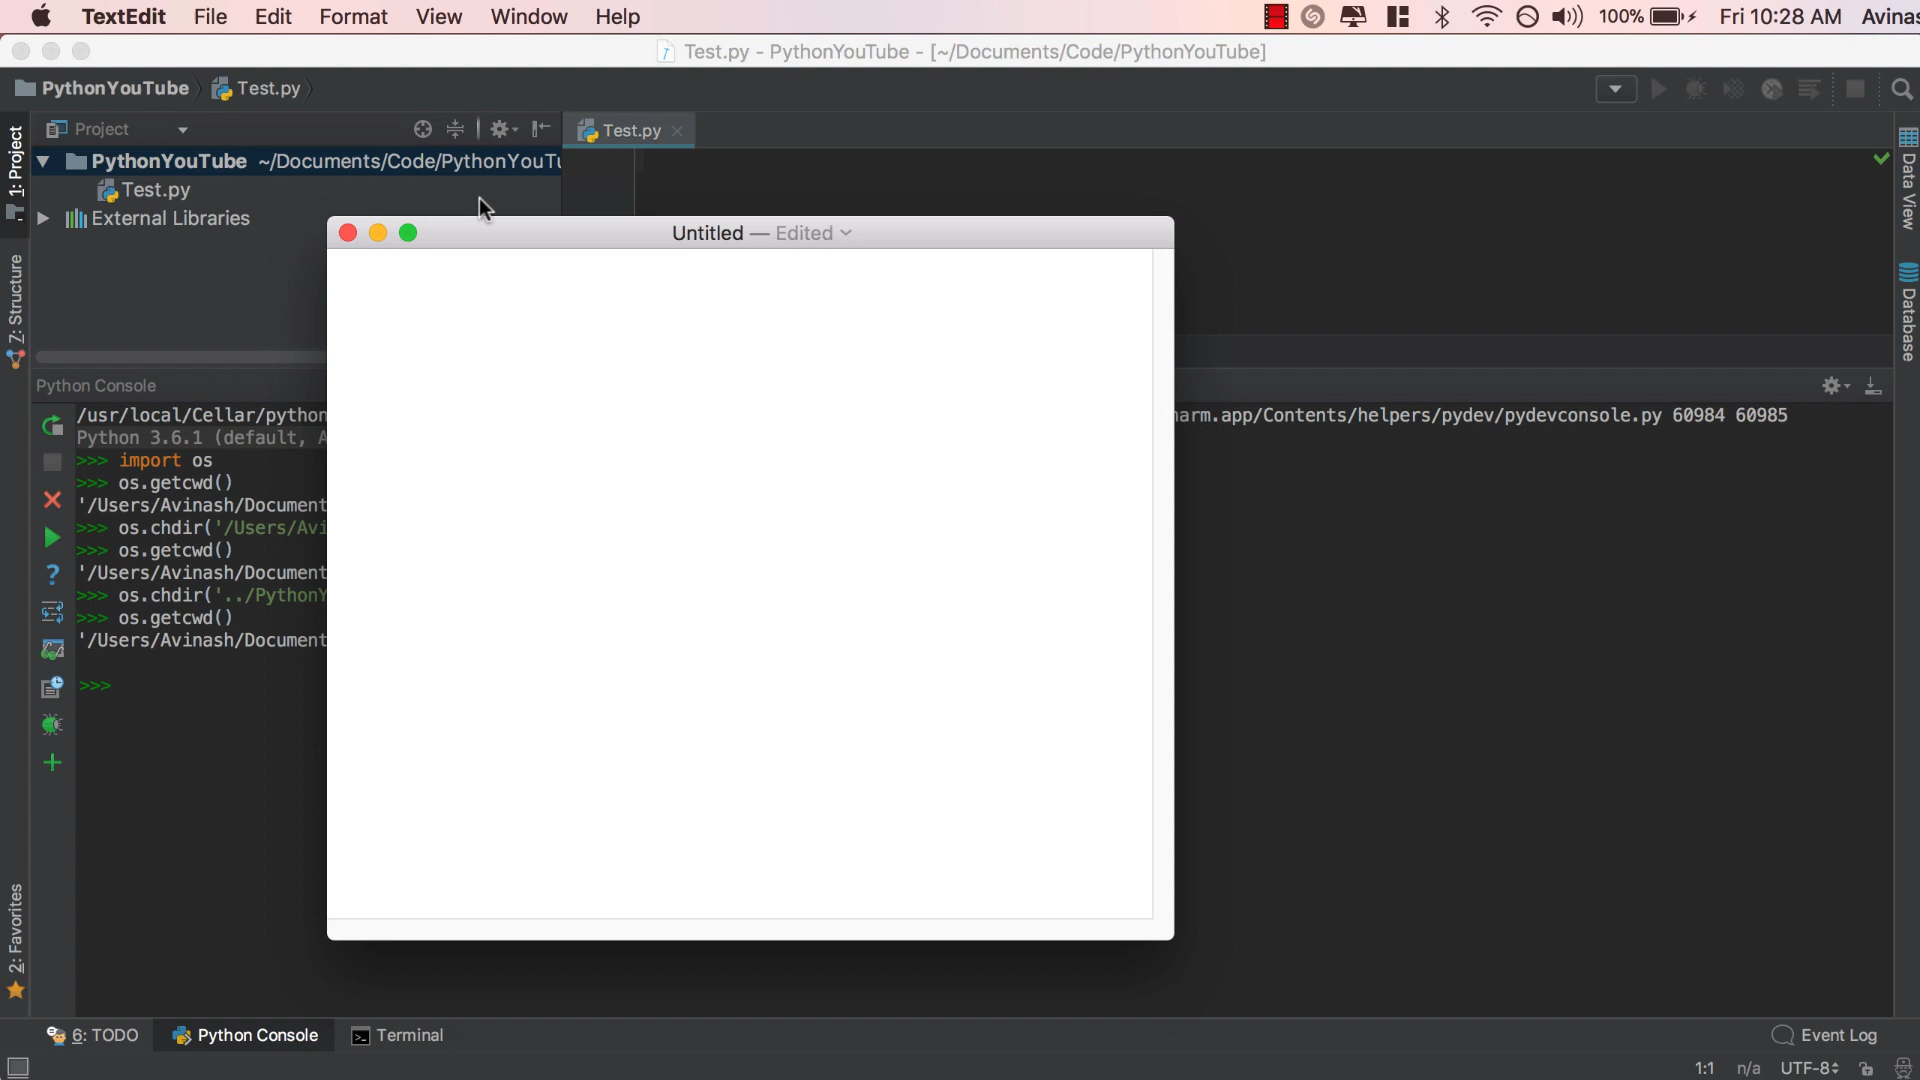 TextEdit File Edit Format View Window Help 100% Fri 10:28 AM Avinas
Test.py - PythonYouTube - [~/Documents/Code/PythonYouTube]
PythonYouTube Test.py
Project Test.py
PythonYouTube ~/Documents/Code/PythonYouTu
Test.py
External Libraries
Untitled — Edited
1: Project
7: Structure
2: Favorites
Data View
Database
Python Console
/usr/local/Cellar/python harm.app/Contents/helpers/pydev/pydevconsole.py 60984 60985
Python 3.6.1 (default, A
>>> import os
>>> os.getcwd()
'/Users/Avinash/Document
>>> os.chdir('/Users/Avi
>>> os.getcwd()
'/Users/Avinash/Document
>>> os.chdir('../PythonY
>>> os.getcwd()
'/Users/Avinash/Document
>>>
6: TODO Python Console Terminal Event Log
1:1 n/a UTF-8